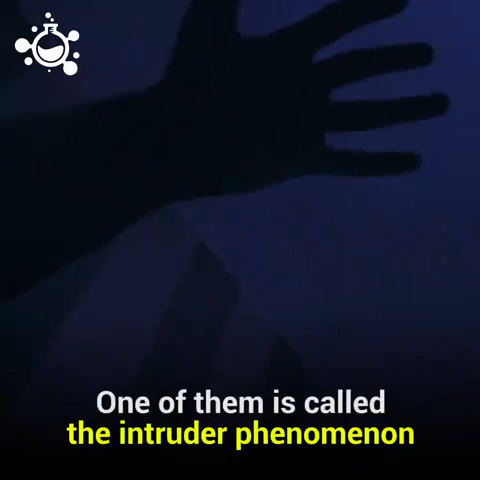 One of them is called
the intruder phenomenon